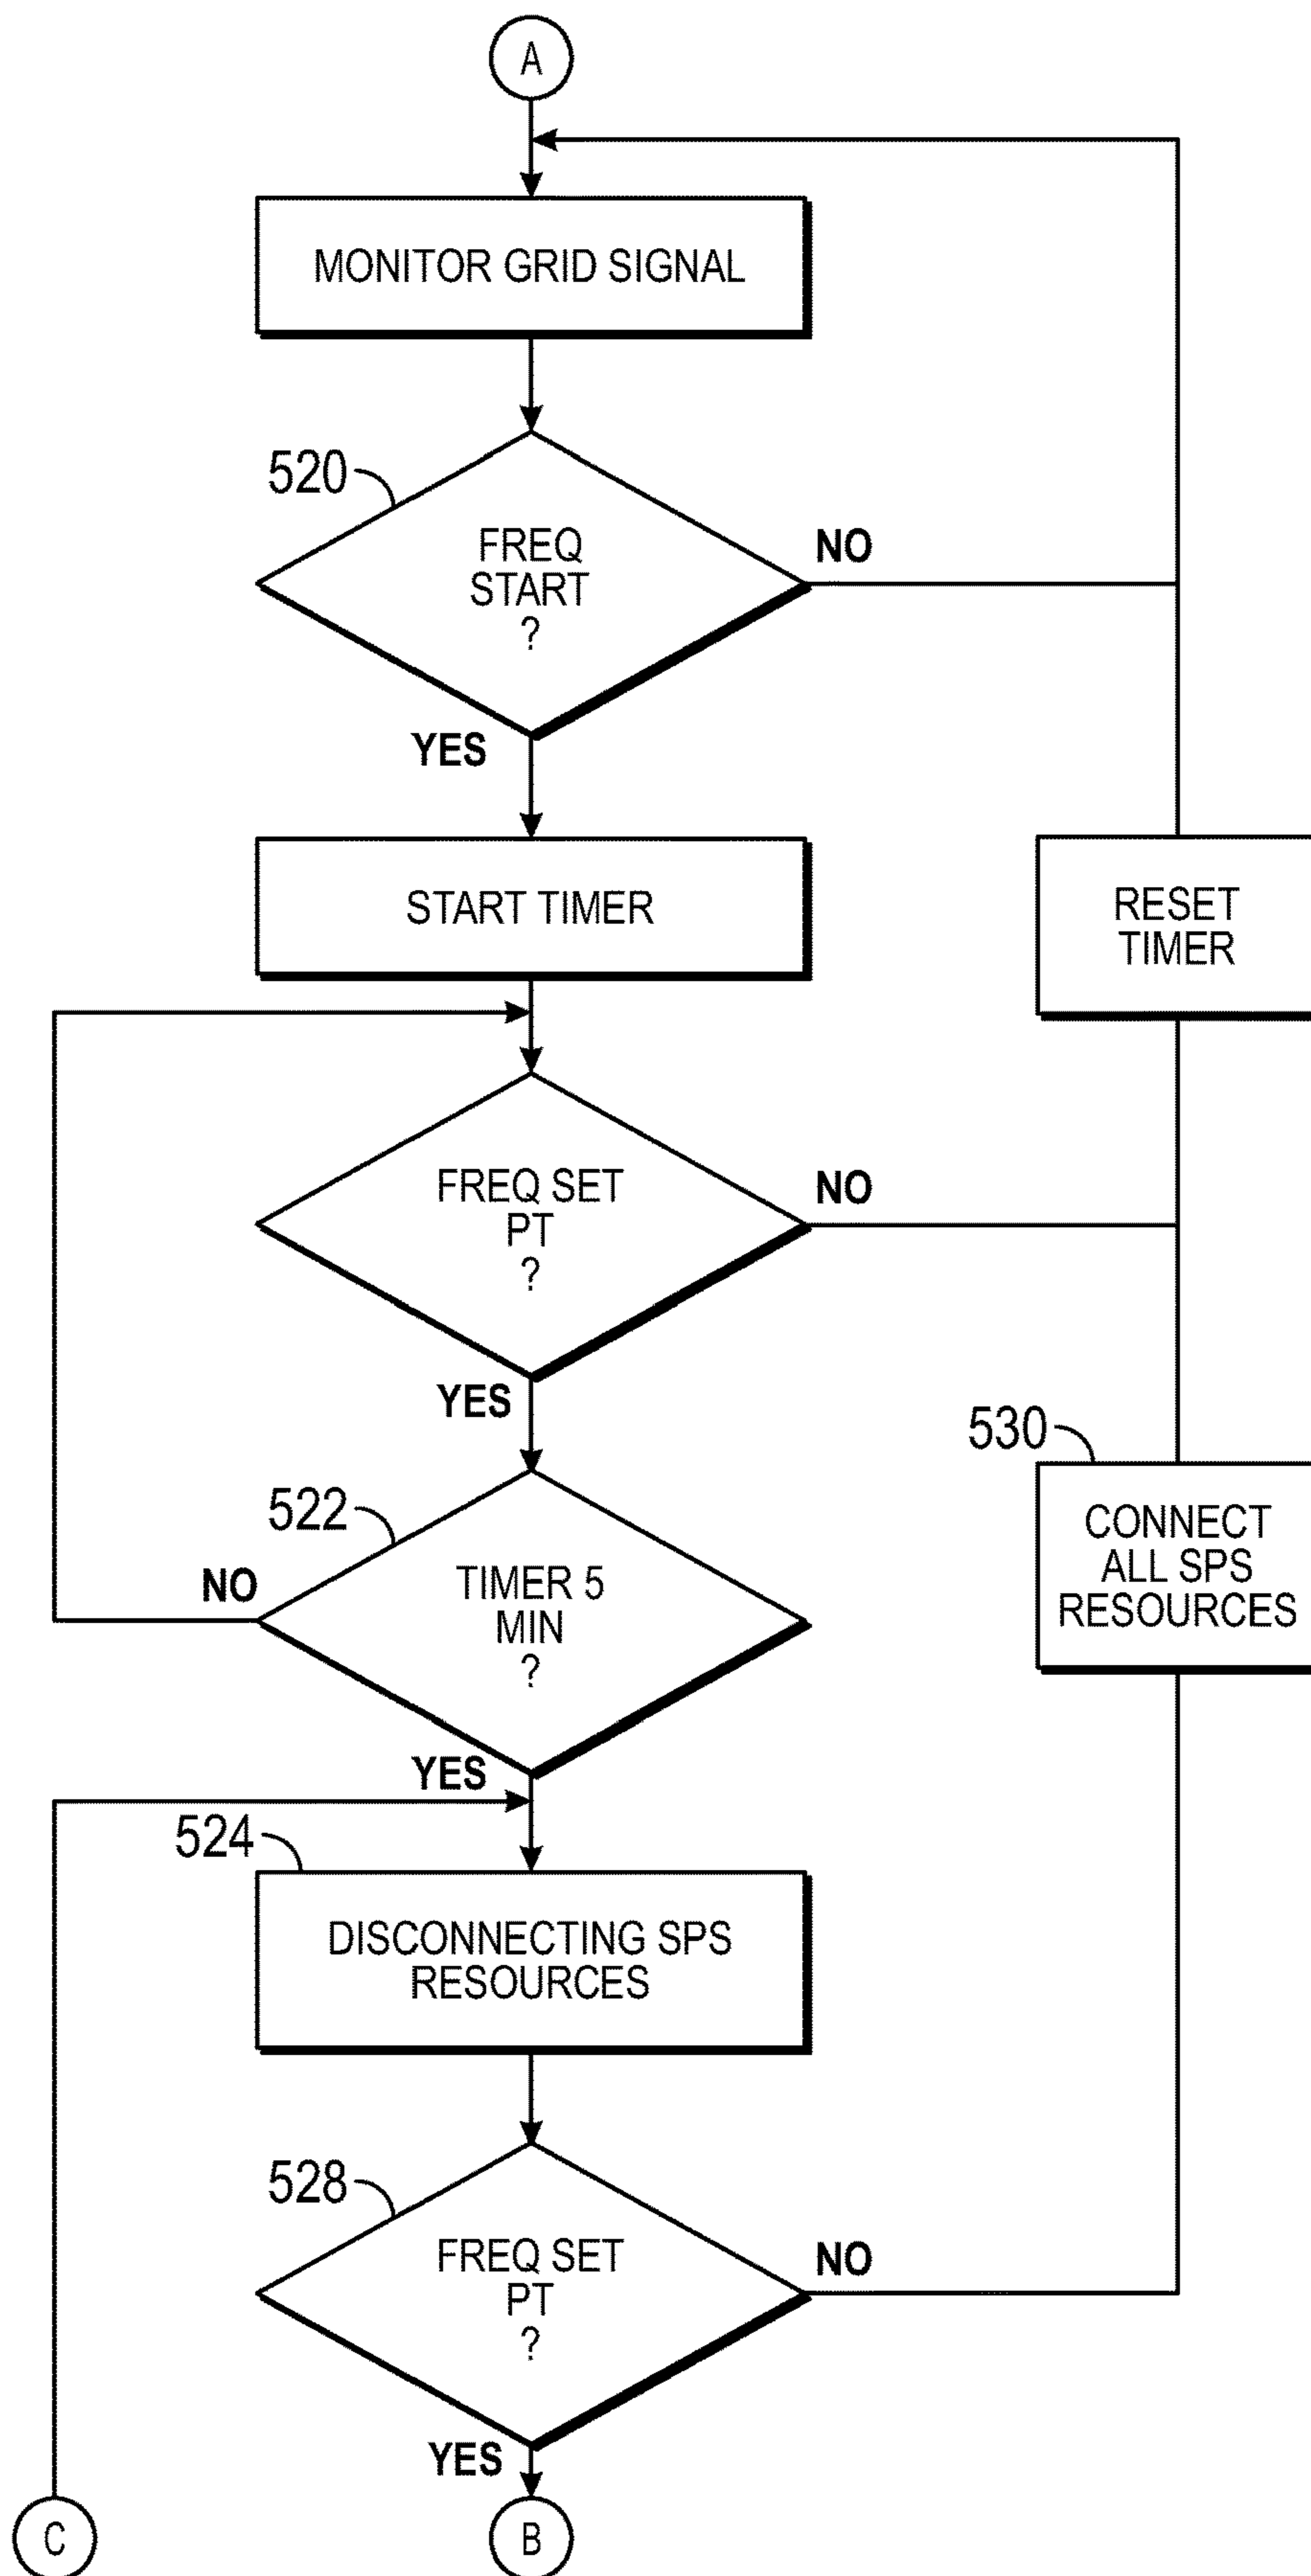 A
MONITOR GRID SIGNAL
520
FREQ
START
?
NO
YES
START TIMER
RESET
TIMER
FREQ SET
PT
?
NO
YES
522
TIMER 5
MIN
?
NO
YES
530
CONNECT
ALL SPS
RESOURCES
524
DISCONNECTING SPS
RESOURCES
528
FREQ SET
PT
?
NO
YES
C
B